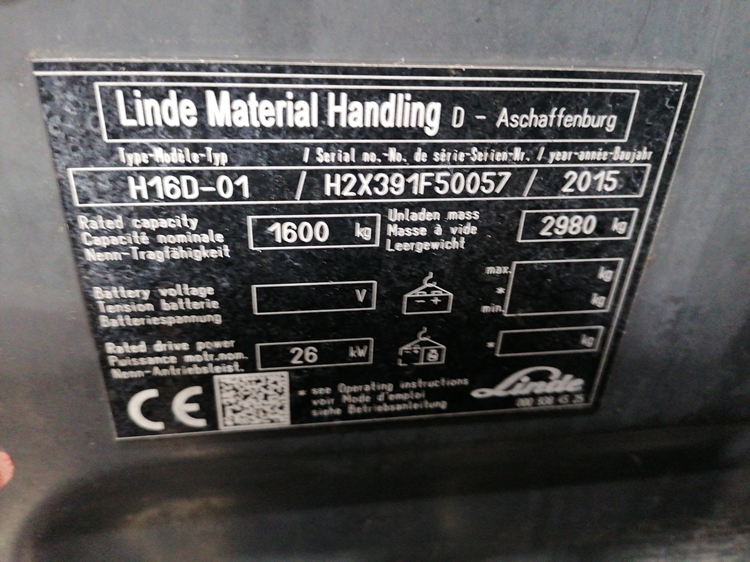 Linde Material Handling D - Aschaffenburg
Type-Modèle-Typ / Serial no.-No. de série-Serien-Nr. / year-année-Baujahr
H16D-01 / H2X391F50057 / 2015
Rated capacity
Capacité nominale
Nenn-Tragfähigkeit
1600 kg
Unladen mass
Masse à vide
Leergewicht
2980 kg
Battery voltage
Tension batterie
Batteriespannung
V
- +
max. kg
*
min. kg
Rated drive power
Puissance motr.nom.
Nenn-Antriebsleist.
26 kW
* kg
CE
* see Operating instructions
voir Mode d'emploi
siehe Betriebsanleitung
Linde